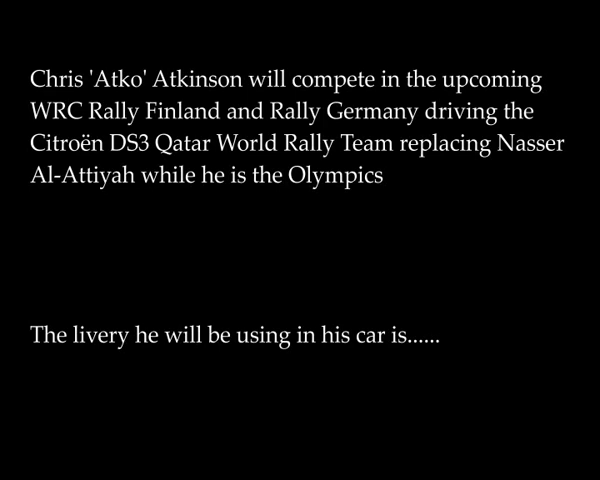 Chris 'Atko' Atkinson will compete in the upcoming
WRC Rally Finland and Rally Germany driving the
Citroën DS3 Qatar World Rally Team replacing Nasser
Al-Attiyah while he is the Olympics
The livery he will be using in his car is......